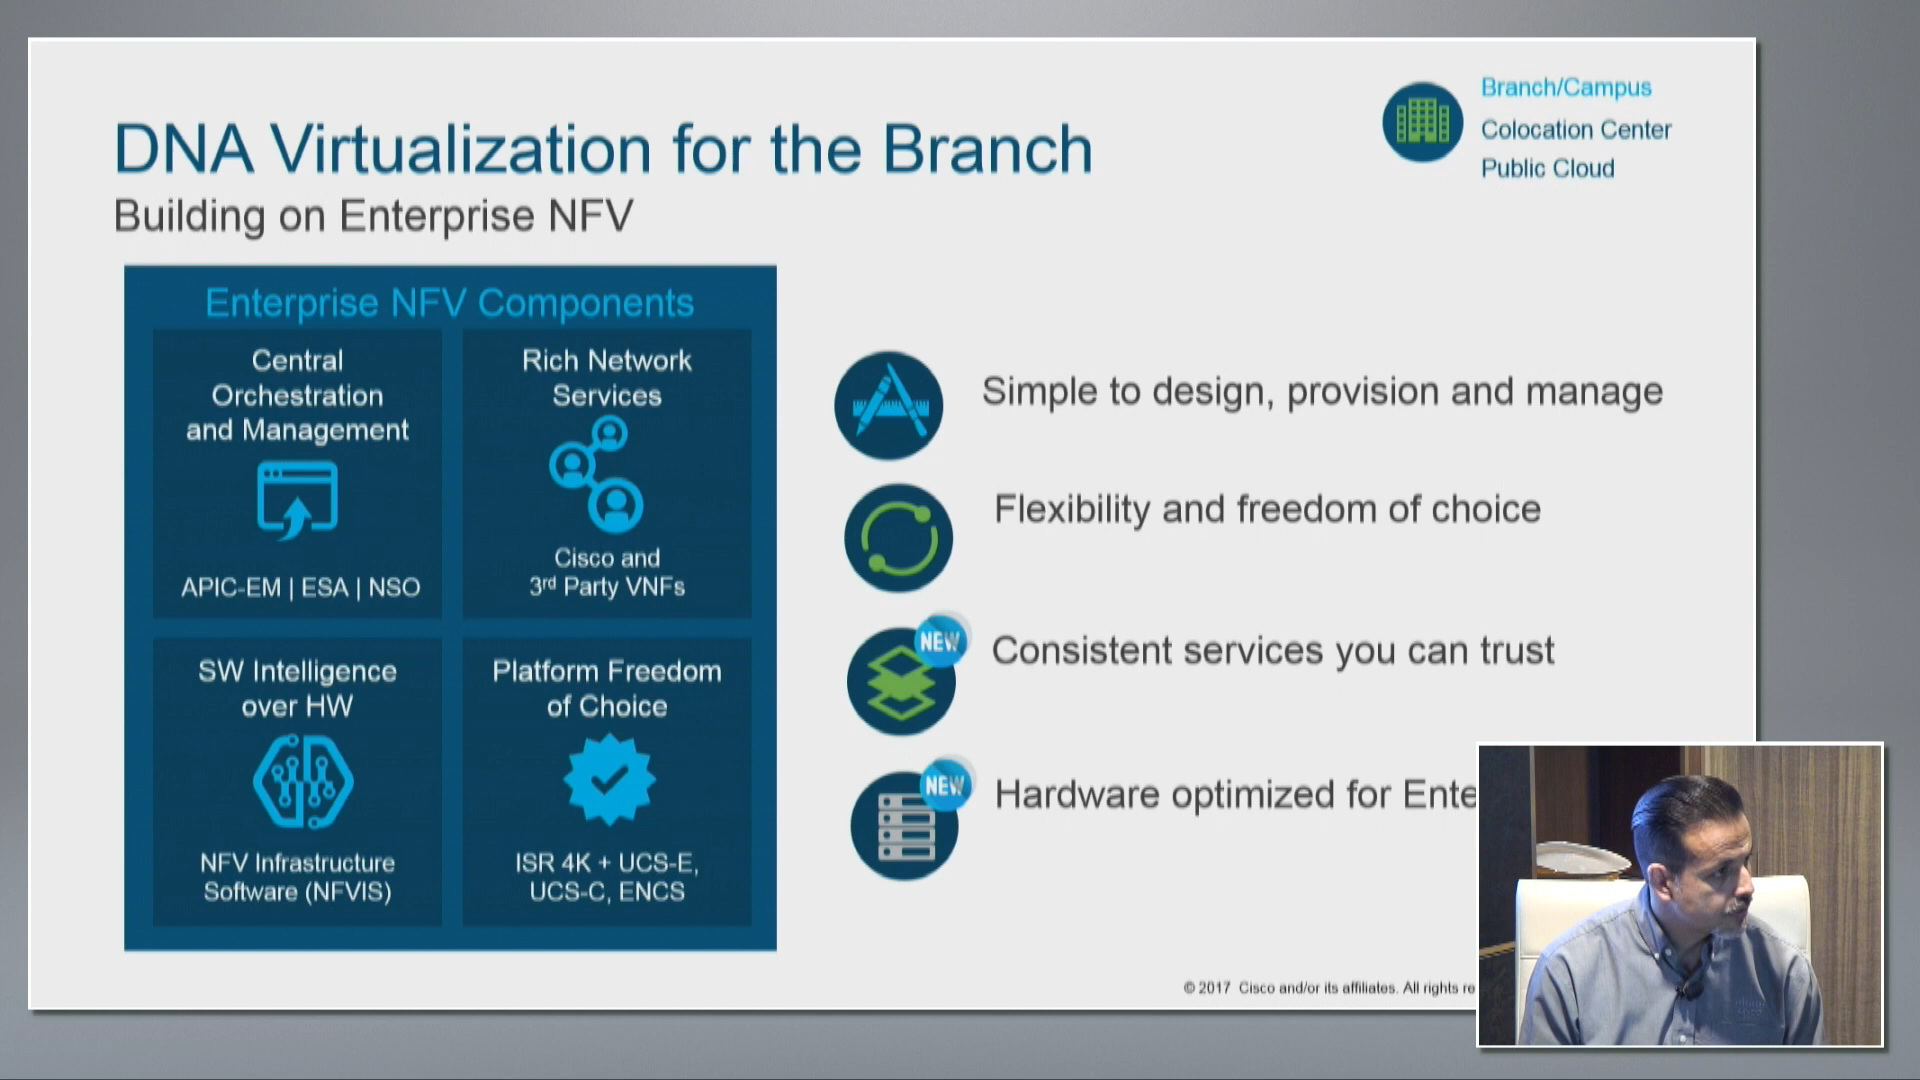 DNA Virtualization for the Branch
Building on Enterprise NFV
Branch/Campus
Colocation Center
Public Cloud
Enterprise NFV Components
Central
Orchestration
and Management
APIC-EM | ESA | NSO
Rich Network
Services
Cisco and
3rd Party VNFs
SW Intelligence
over HW
NFV Infrastructure
Software (NFVIS)
Platform Freedom
of Choice
ISR 4K + UCS-E,
UCS-C, ENCS
Simple to design, provision and manage
Flexibility and freedom of choice
NEW
Consistent services you can trust
NEW
Hardware optimized for Ente
© 2017 Cisco and/or its affiliates. All rights re